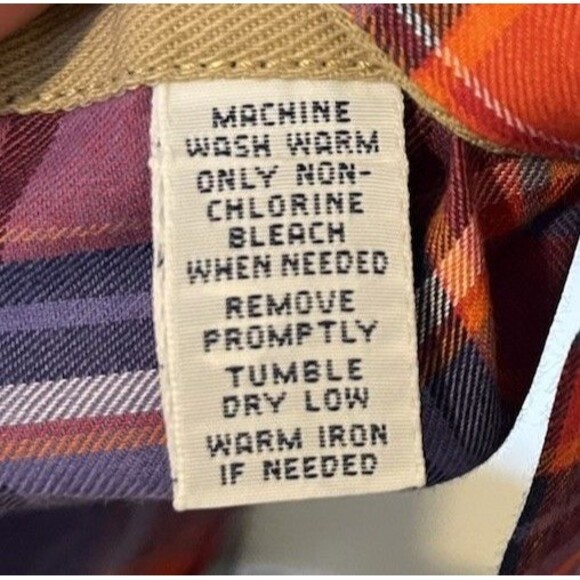 MACHINE
WASH WARM
ONLY NON-
CHLORINE
BLEACH
WHEN NEEDED
REMOVE
PROMPTLY
TUMBLE
DRY LOW
WARM IRON
IF NEEDED